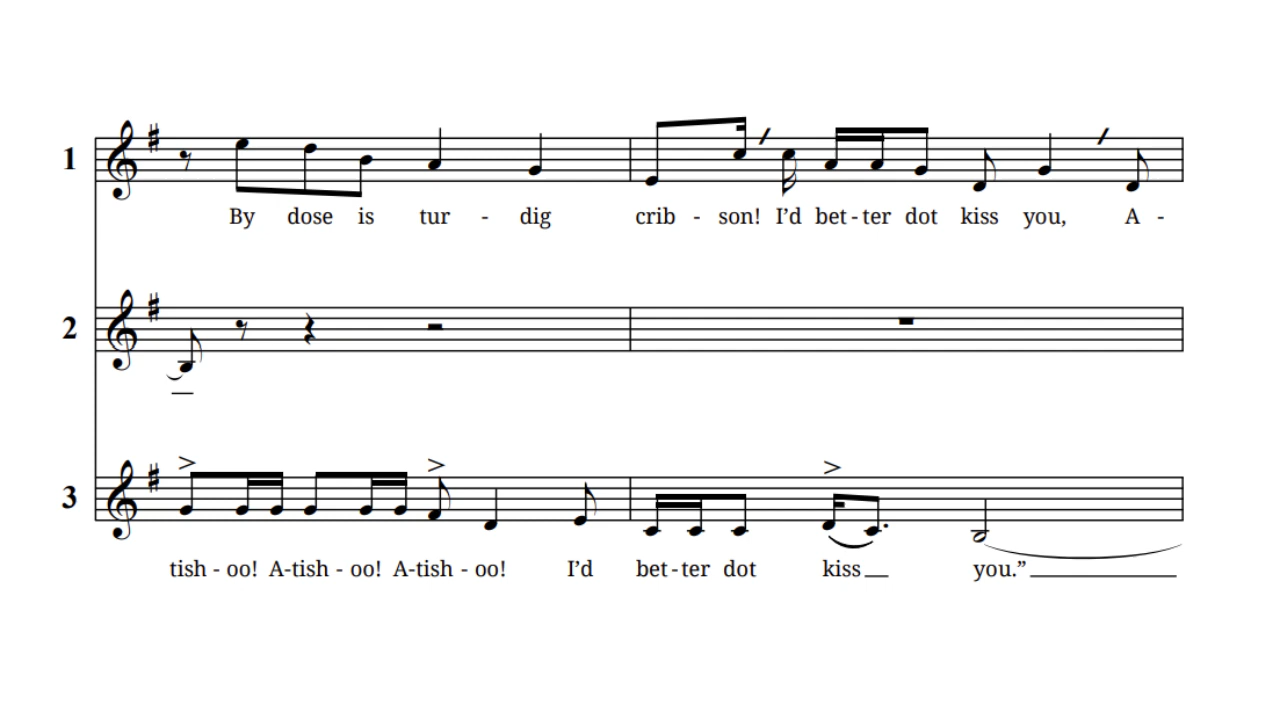 1
By dose is tur - dig crib - son! I’d bet - ter dot kiss you, A -
2
3
tish - oo! A-tish - oo! A-tish - oo! I’d bet - ter dot kiss you.”